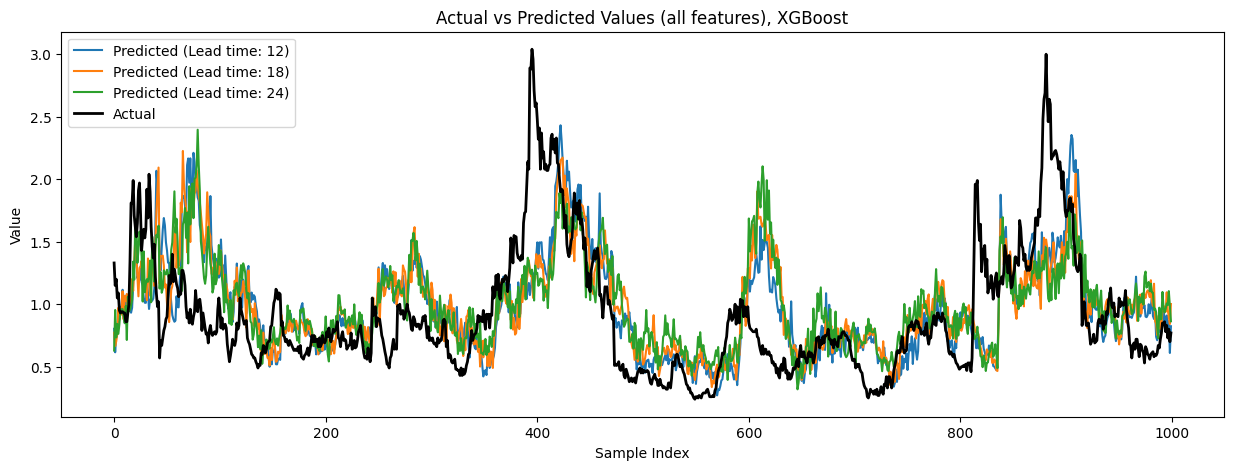 Actual vs Predicted Values (all features), XGBoost
Predicted (Lead time: 12)
Predicted (Lead time: 18)
Predicted (Lead time: 24)
Actual
Value
3.0
2.5
2.0
1.5
1.0
0.5
0 200 400 600 800 1000
Sample Index